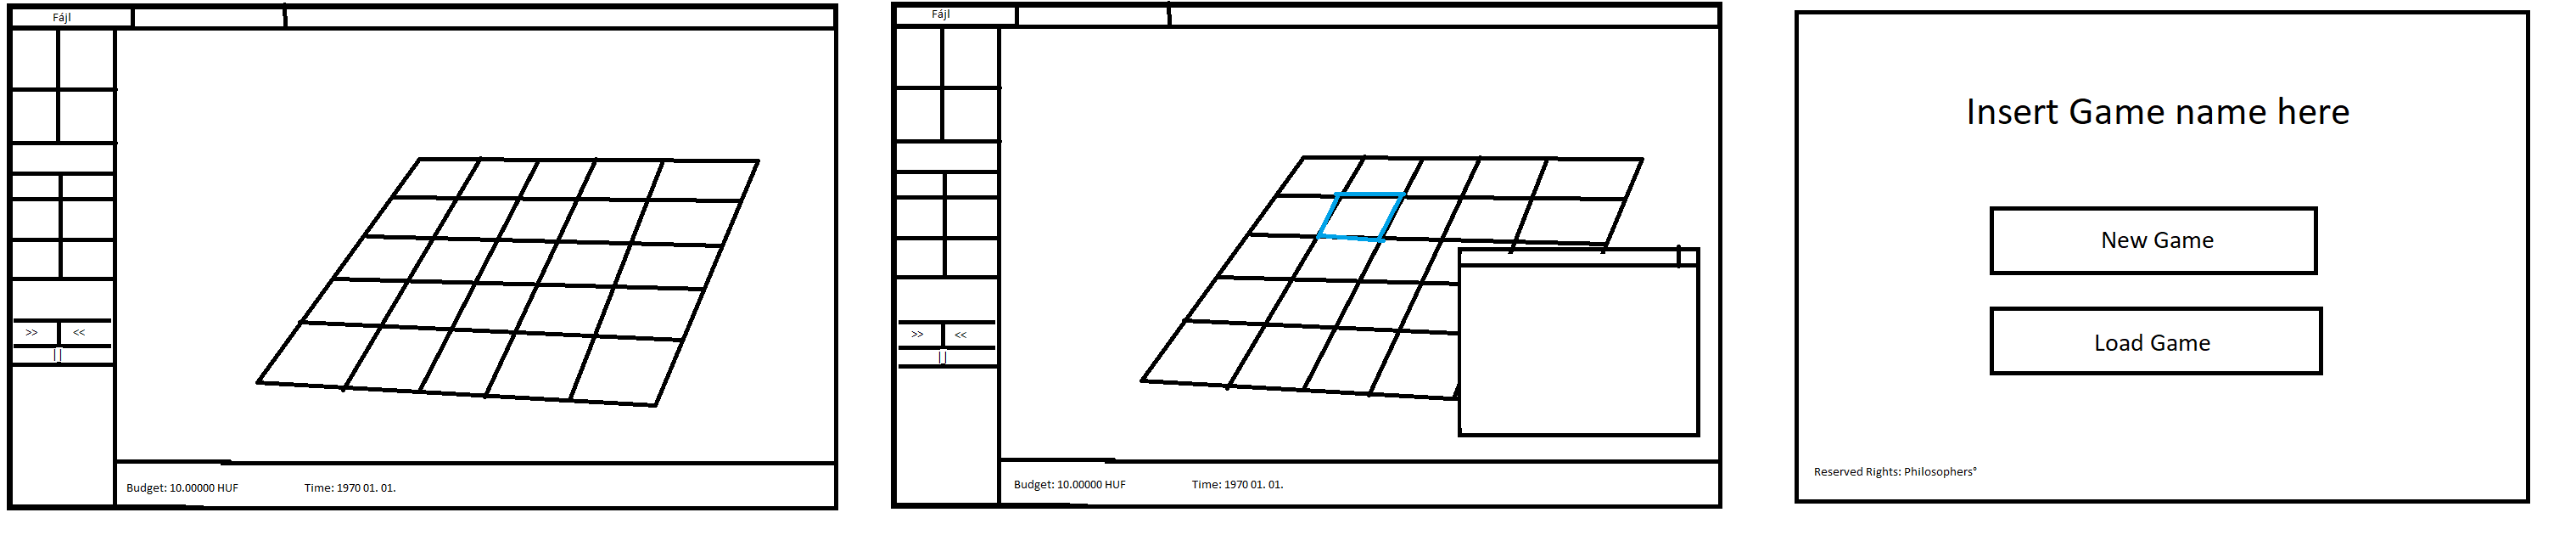 Fájl
>> <<
||
Budget: 10.00000 HUF Time: 1970 01. 01.
Fájl
>> <<
||
Budget: 10.00000 HUF Time: 1970 01. 01.
Insert Game name here
New Game
Load Game
Reserved Rights: Philosophers°